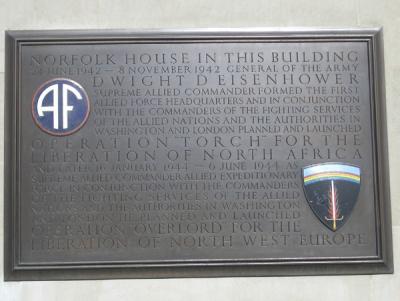 NORFOLK HOUSE IN THIS BUILDING
24 JUNE 1942 — 8 NOVEMBER 1942 GENERAL OF THE ARMY
DWIGHT D EISENHOWER
SUPREME ALLIED COMMANDER FORMED THE FIRST
ALLIED FORCE HEADQUARTERS AND IN CONJUNCTION
AF
WITH THE COMMANDERS OF THE FIGHTING SERVICES
OF THE ALLIED NATIONS AND THE AUTHORITIES IN
WASHINGTON AND LONDON PLANNED AND LAUNCHED
OPERATION TORCH FOR THE
LIBERATION OF NORTH AFRICA
AND LATER 16 JANUARY 1944 — 6 JUNE 1944 AS
SUPREME ALLIED COMMANDER ALLIED EXPEDITIONARY
IN CONJUNCTION WITH THE COMMANDERS
OF THE FIGHTING SERVICES OF THE ALLIED
NATIONS AND THE AUTHORITIES IN WASHINGTON
AND LONDON HE PLANNED AND LAUNCHED
OPERATION OVERLORD FOR THE
LIBERATION OF NORTH WEST EUROPE